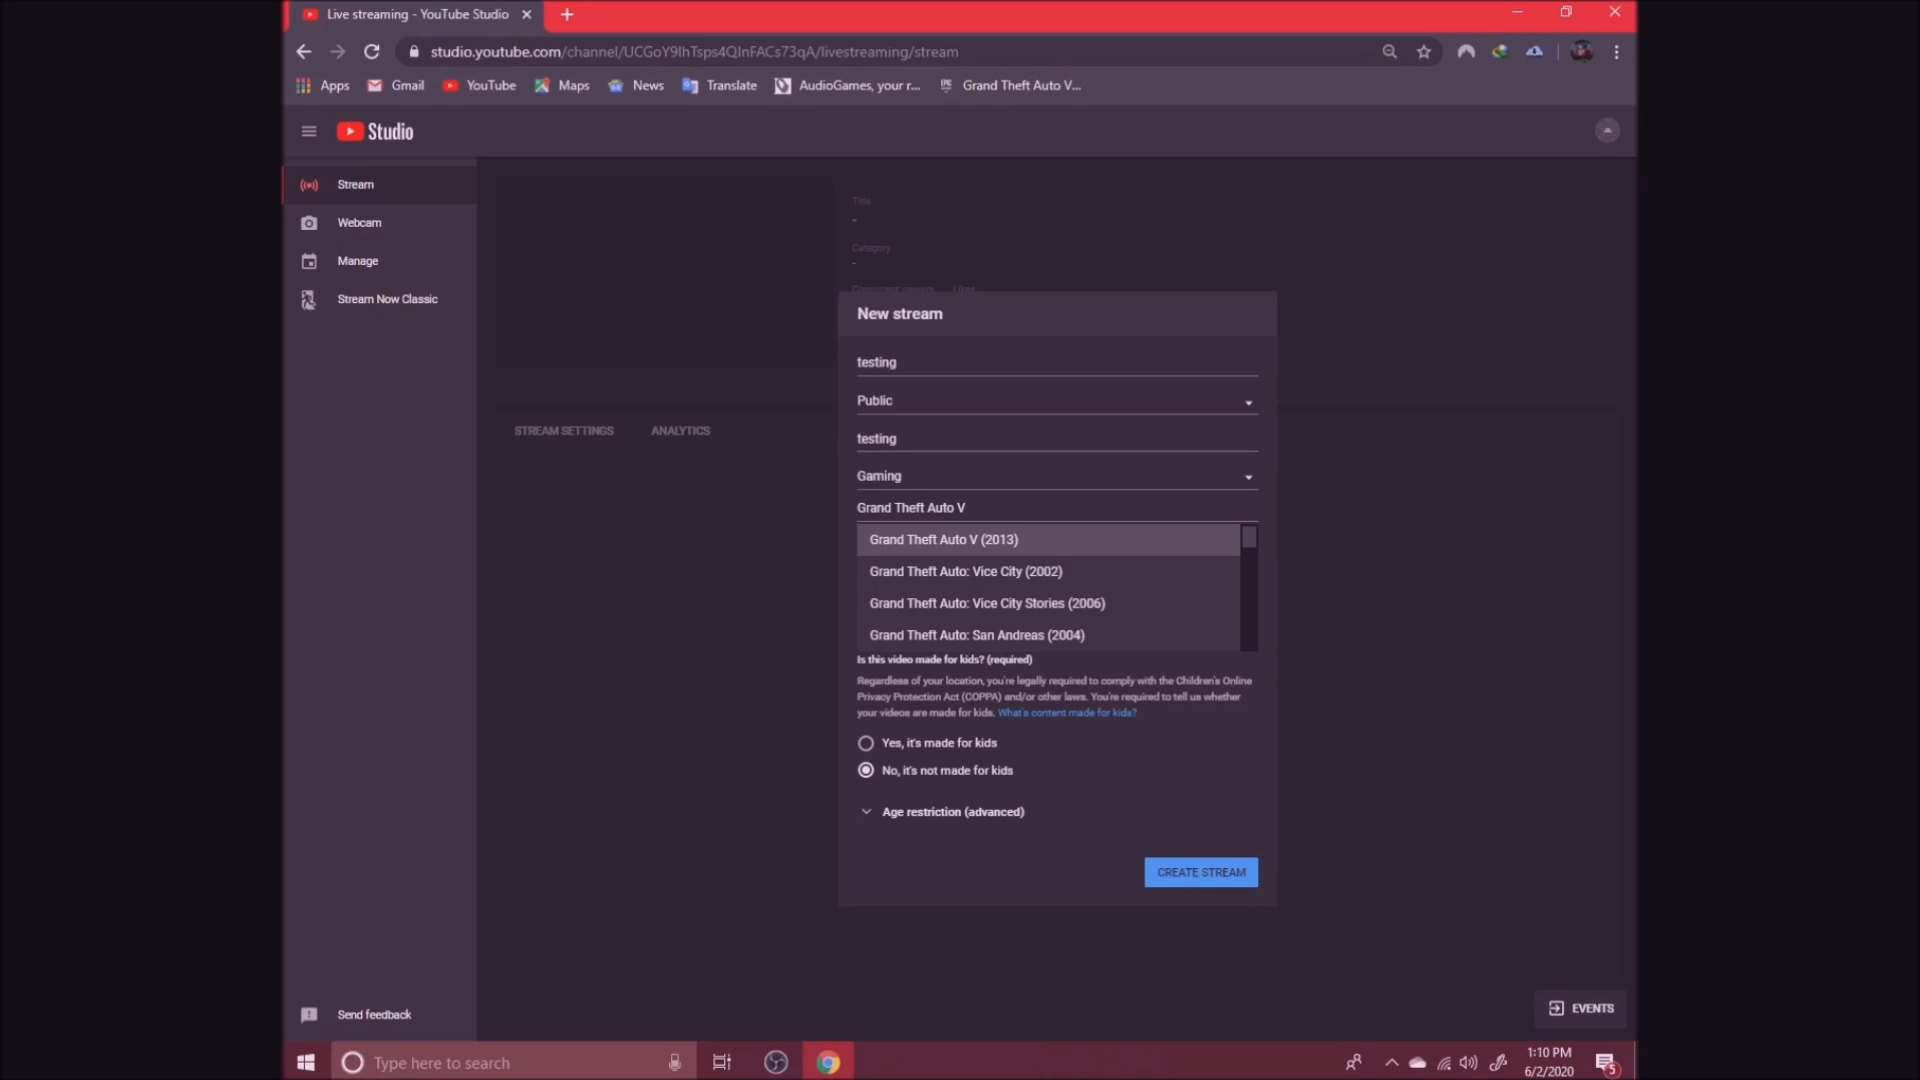 Live streaming - YouTube Studio
studio.youtube.com/channel/UCGoY9IhTsps4QInFACs73qA/livestreaming/stream
Apps Gmail YouTube Maps News Translate AudioGames, your r... Grand Theft Auto V...
Studio
Stream
Webcam
Manage
Stream Now Classic
Title
-
Category
-
Concurrent viewers Likes
STREAM SETTINGS ANALYTICS
New stream
testing
Public
testing
Gaming
Grand Theft Auto V
Grand Theft Auto V (2013)
Grand Theft Auto: Vice City (2002)
Grand Theft Auto: Vice City Stories (2006)
Grand Theft Auto: San Andreas (2004)
Is this video made for kids? (required)
Regardless of your location, you're legally required to comply with the Children's Online
Privacy Protection Act (COPPA) and/or other laws. You're required to tell us whether
your videos are made for kids. What's content made for kids?
Yes, it's made for kids
No, it's not made for kids
Age restriction (advanced)
CREATE STREAM
EVENTS
Send feedback
Type here to search
1:10 PM
6/2/2020
5